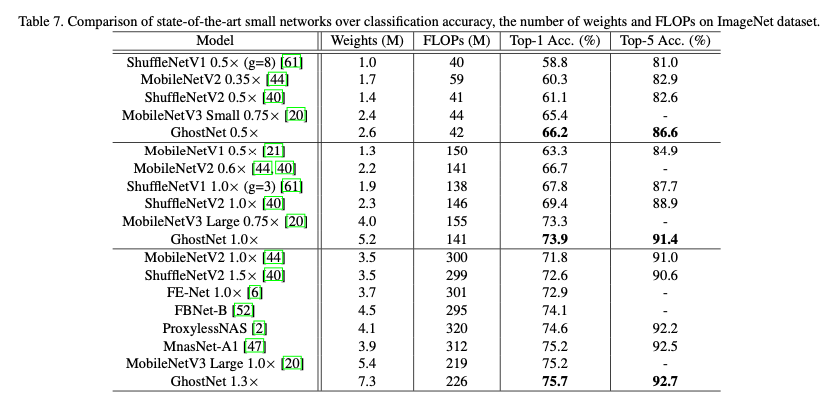 Table 7. Comparison of state-of-the-art small networks over classification accuracy, the number of weights and FLOPs on ImageNet dataset.
Model Weights (M) FLOPs (M) Top-1 Acc. (%) Top-5 Acc. (%)
ShuffleNetV1 0.5× (g=8) [61] 1.0 40 58.8 81.0
MobileNetV2 0.35× [44] 1.7 59 60.3 82.9
ShuffleNetV2 0.5× [40] 1.4 41 61.1 82.6
MobileNetV3 Small 0.75× [20] 2.4 44 65.4 -
GhostNet 0.5× 2.6 42 66.2 86.6
MobileNetV1 0.5× [21] 1.3 150 63.3 84.9
MobileNetV2 0.6× [44, 40] 2.2 141 66.7 -
ShuffleNetV1 1.0× (g=3) [61] 1.9 138 67.8 87.7
ShuffleNetV2 1.0× [40] 2.3 146 69.4 88.9
MobileNetV3 Large 0.75× [20] 4.0 155 73.3 -
GhostNet 1.0× 5.2 141 73.9 91.4
MobileNetV2 1.0× [44] 3.5 300 71.8 91.0
ShuffleNetV2 1.5× [40] 3.5 299 72.6 90.6
FE-Net 1.0× [6] 3.7 301 72.9 -
FBNet-B [52] 4.5 295 74.1 -
ProxylessNAS [2] 4.1 320 74.6 92.2
MnasNet-A1 [47] 3.9 312 75.2 92.5
MobileNetV3 Large 1.0× [20] 5.4 219 75.2 -
GhostNet 1.3× 7.3 226 75.7 92.7